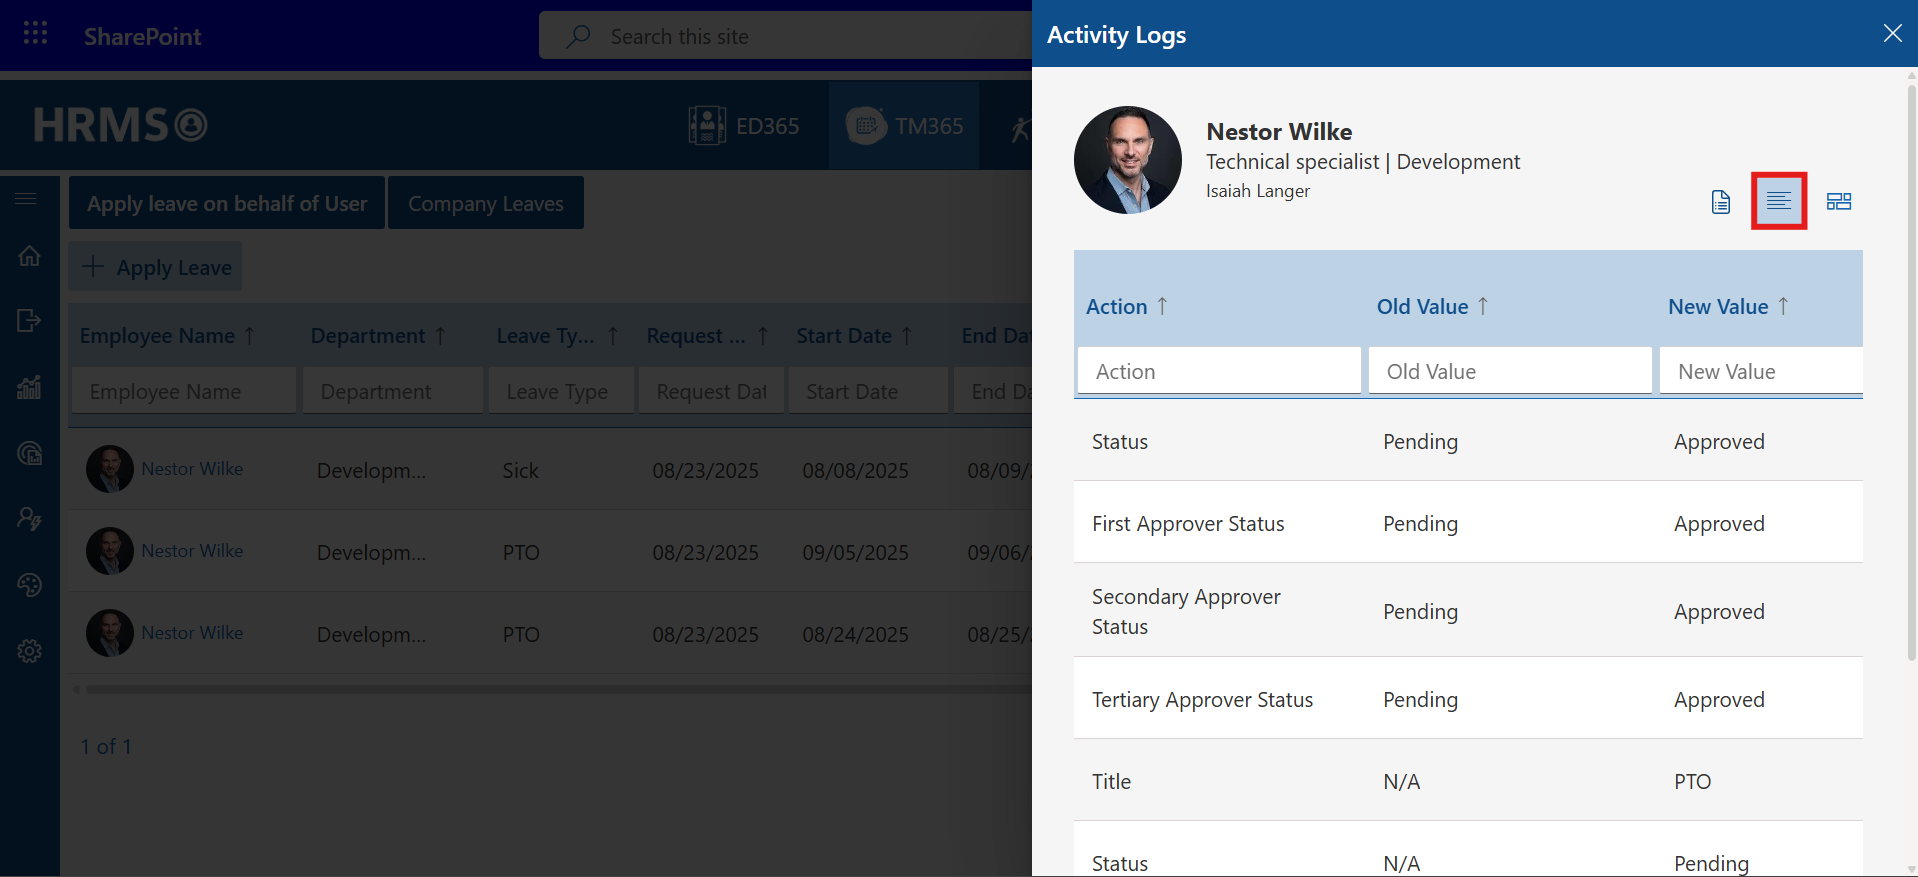 SharePoint
Search this site
Activity Logs
HRMS
ED365
TM365
Nestor Wilke
Technical specialist | Development
Isaiah Langer
Apply leave on behalf of User
Company Leaves
Apply Leave
Employee Name Department Leave Ty... Request ... Start Date End Dat
Employee Name Department Leave Type Request Dat Start Date End Da
Nestor Wilke Developm... Sick 08/23/2025 08/08/2025 08/09/
Nestor Wilke Developm... PTO 08/23/2025 09/05/2025 09/06/
Nestor Wilke Developm... PTO 08/23/2025 08/24/2025 08/25/
1 of 1
Action Old Value New Value
Action Old Value New Value
Status Pending Approved
First Approver Status Pending Approved
Secondary Approver
Status Pending Approved
Tertiary Approver Status Pending Approved
Title N/A PTO
Status N/A Pending